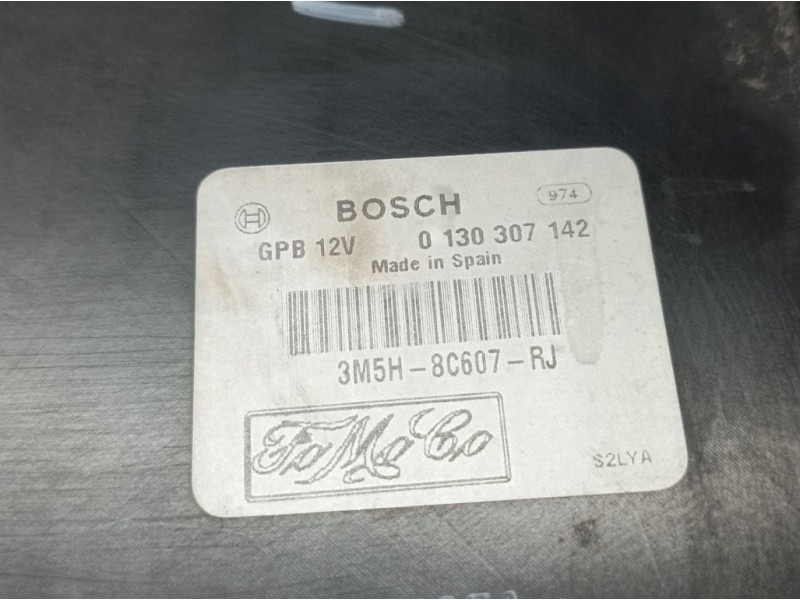 BOSCH 974
GPB 12V 0 130 307 142
Made in Spain
3M5H-8C607-RJ
FoMoCo
S2LYA